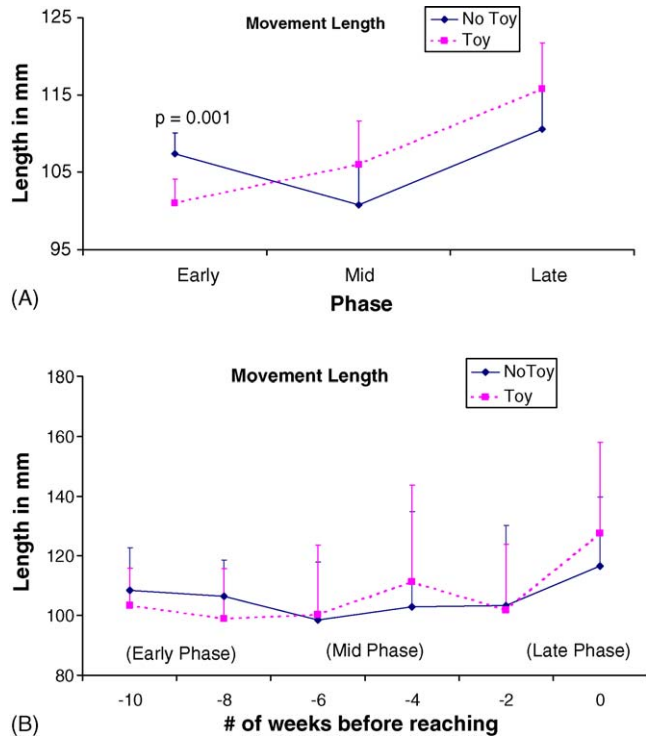 Movement Length
No Toy
Toy
125
115
105
95
Length in mm
p = 0.001
Early Mid Late
(A)
Phase
Movement Length
NoToy
Toy
180
160
140
120
100
80
Length in mm
(Early Phase) (Mid Phase) (Late Phase)
-10 -8 -6 -4 -2 0
(B)
# of weeks before reaching